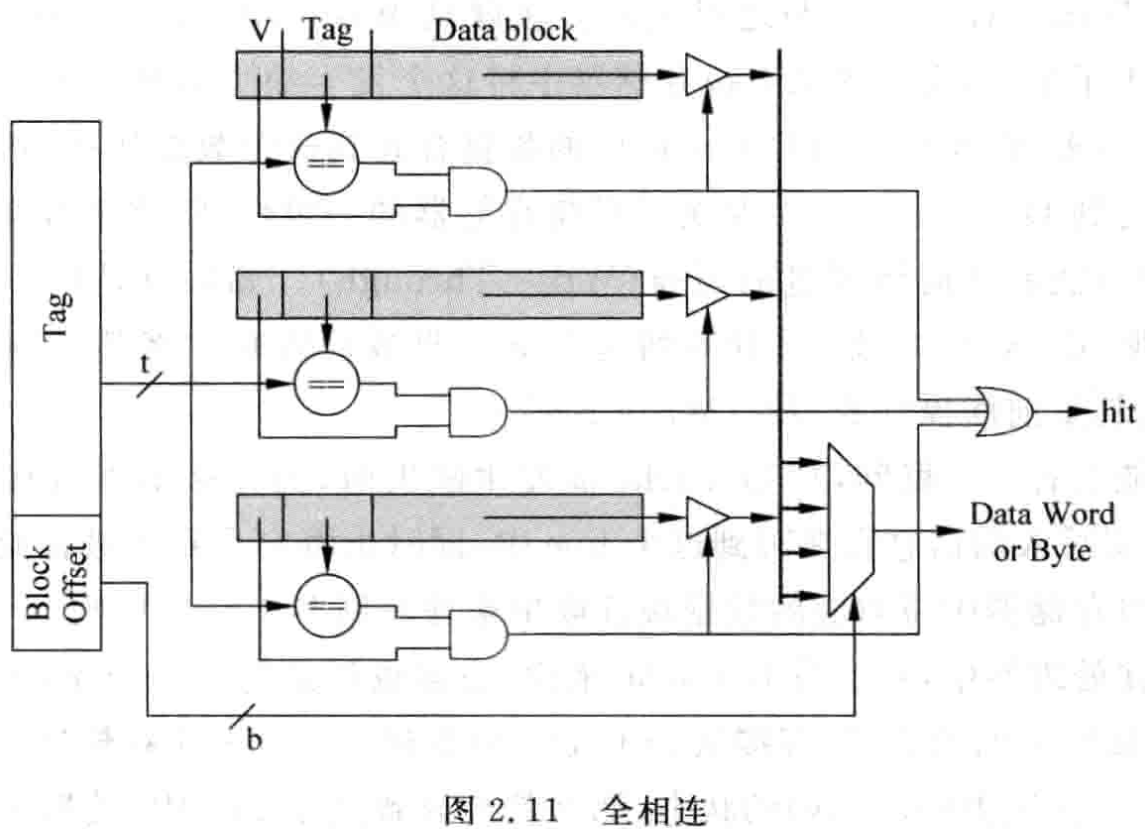 V Tag Data block
==
Tag
t
==
hit
Data Word
or Byte
Block
Offset
==
b
图 2.11 全相连